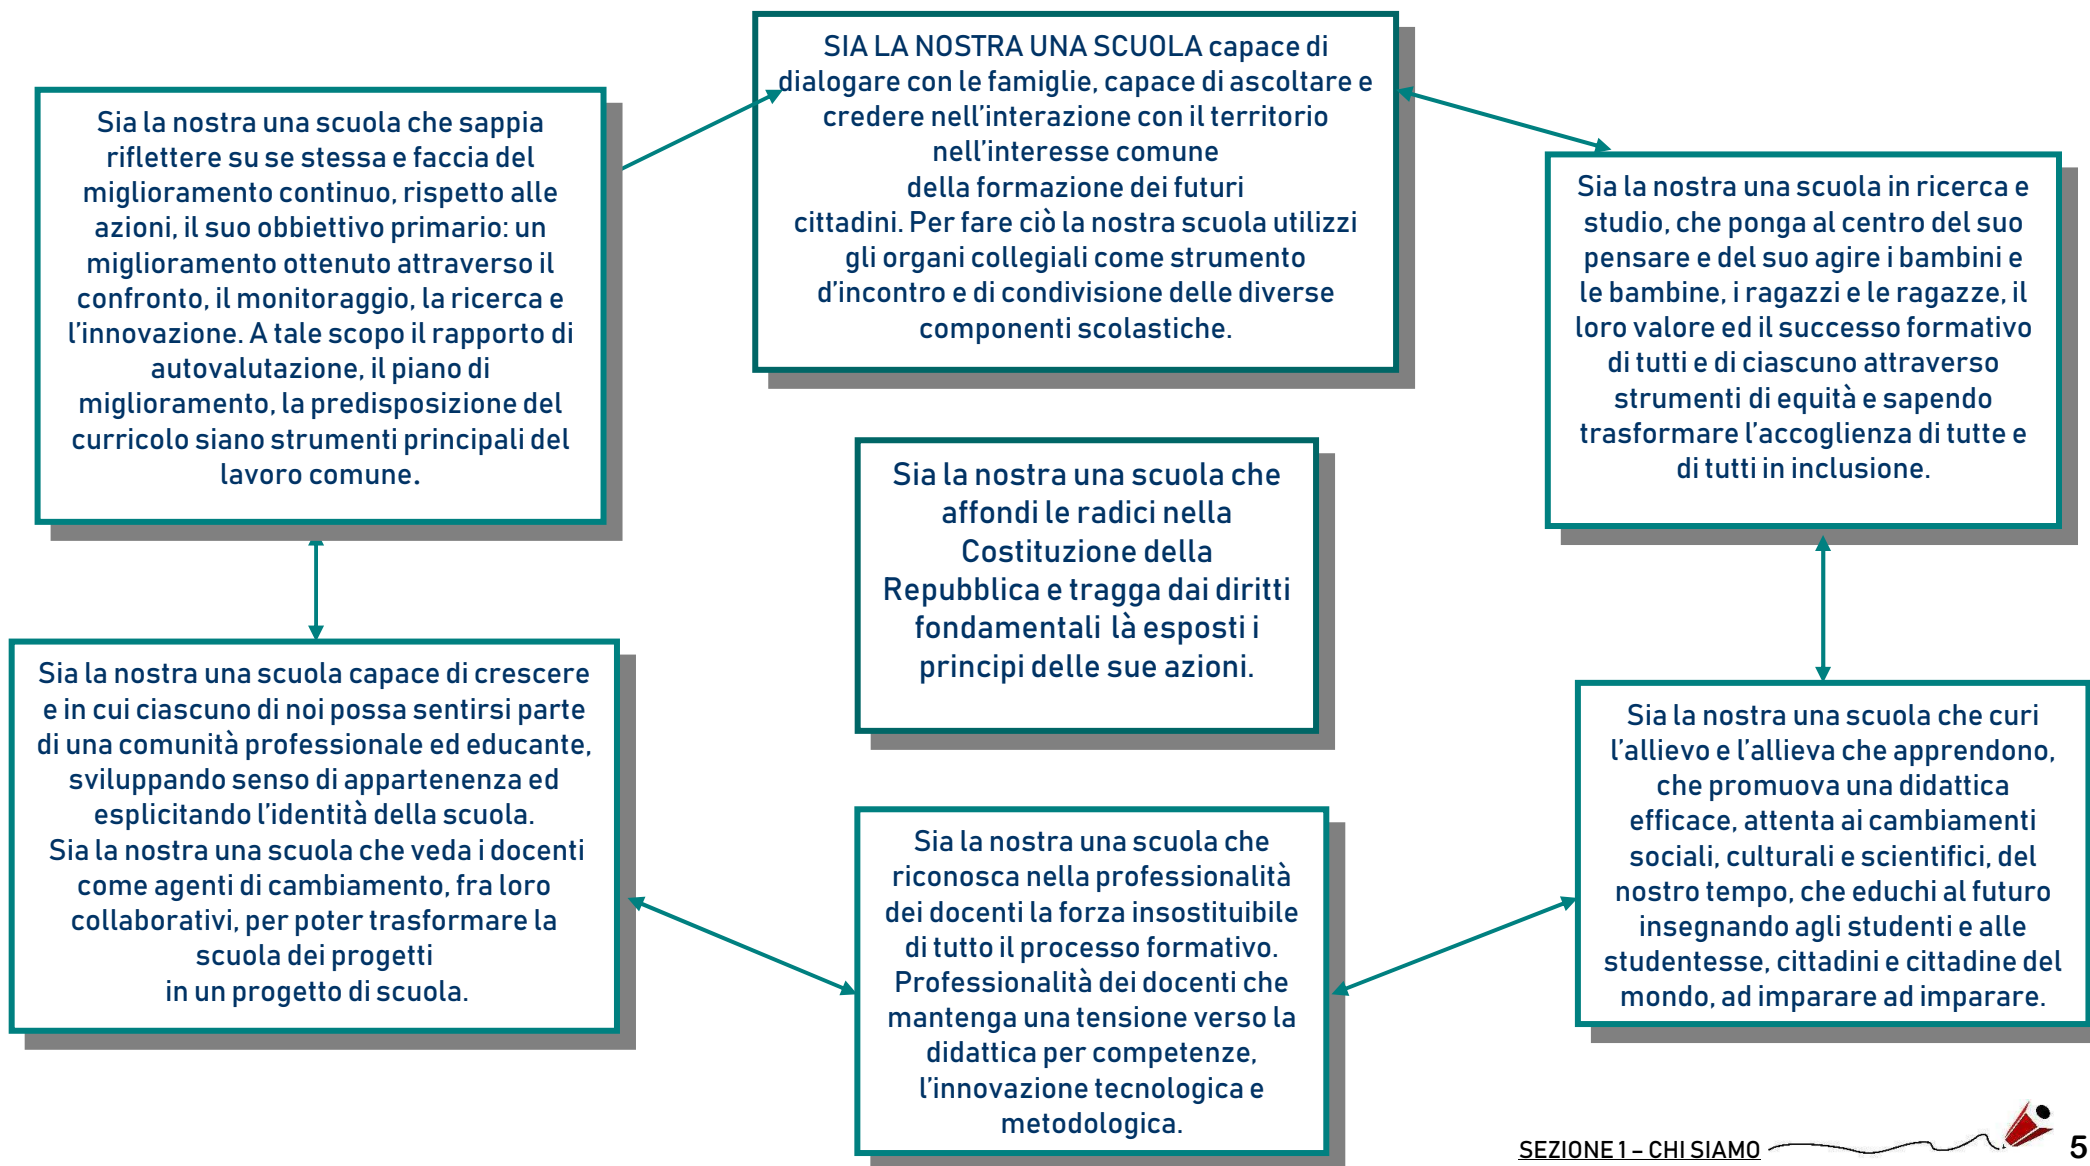 SIA LA NOSTRA UNA SCUOLA capace di
dialogare con le famiglie, capace di ascoltare e
credere nell'interazione con il territorio
nell'interesse comune
della formazione dei futuri
cittadini. Per fare ciò la nostra scuola utilizzi
gli organi collegiali come strumento
d'incontro e di condivisione delle diverse
componenti scolastiche.
Sia la nostra una scuola che sappia
riflettere su se stessa e faccia del
miglioramento continuo, rispetto alle
azioni, il suo obbiettivo primario: un
miglioramento ottenuto attraverso il
confronto, il monitoraggio, la ricerca e
l'innovazione. A tale scopo il rapporto di
autovalutazione, il piano di
miglioramento, la predisposizione del
curricolo siano strumenti principali del
lavoro comune.
Sia la nostra una scuola in ricerca e
studio, che ponga al centro del suo
pensare e del suo agire i bambini e
le bambine, i ragazzi e le ragazze, il
loro valore ed il successo formativo
di tutti e di ciascuno attraverso
strumenti di equità e sapendo
trasformare l'accoglienza di tutte e
di tutti in inclusione.
Sia la nostra una scuola che
affondi le radici nella
Costituzione della
Repubblica e tragga dai diritti
fondamentali là esposti i
principi delle sue azioni.
Sia la nostra una scuola capace di crescere
e in cui ciascuno di noi possa sentirsi parte
di una comunità professionale ed educante,
sviluppando senso di appartenenza ed
esplicitando l'identità della scuola.
Sia la nostra una scuola che veda i docenti
come agenti di cambiamento, fra loro
collaborativi, per poter trasformare la
scuola dei progetti
in un progetto di scuola.
Sia la nostra una scuola che
riconosca nella professionalità
dei docenti la forza insostituibile
di tutto il processo formativo.
Professionalità dei docenti che
mantenga una tensione verso la
didattica per competenze,
l'innovazione tecnologica e
metodologica.
Sia la nostra una scuola che curi
l'allievo e l'allieva che apprendono,
che promuova una didattica
efficace, attenta ai cambiamenti
sociali, culturali e scientifici, del
nostro tempo, che educhi al futuro
insegnando agli studenti e alle
studentesse, cittadini e cittadine del
mondo, ad imparare ad imparare.
SEZIONE 1 – CHI SIAMO 5